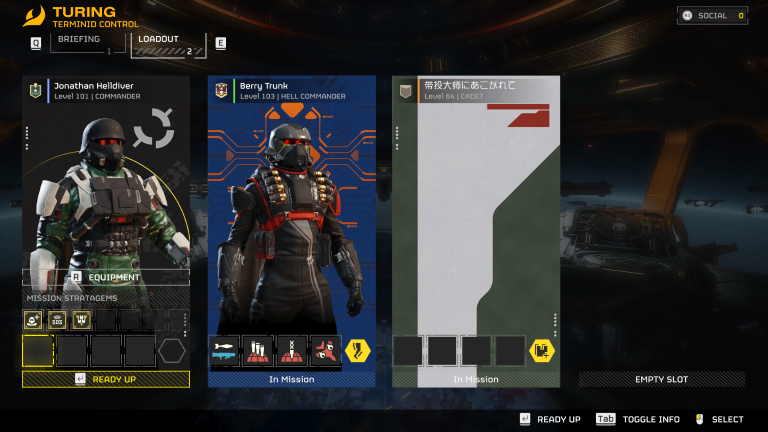 TURING
TERMINID CONTROL
SOCIAL 0
Q
BRIEFING
1
LOADOUT
2
E
Jonathan Helldiver
Level 101 | COMMANDER
Berry Trunk
Level 103 | HELL COMMANDER
帯投大师にあこがれて
Level 64 | CADET
R EQUIPMENT
MISSION STRATAGEMS
SOS
READY UP
In Mission
In Mission
EMPTY SLOT
READY UP
Tab TOGGLE INFO
SELECT